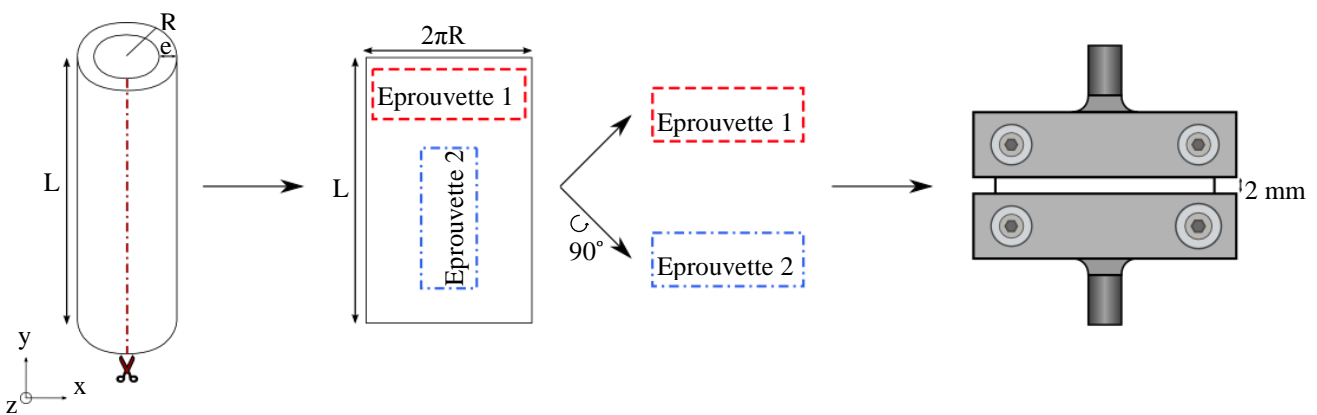 R
e
L
y
x
z
2πR
Eprouvette 1
L
Eprouvette 2
90°
Eprouvette 1
Eprouvette 2
2 mm